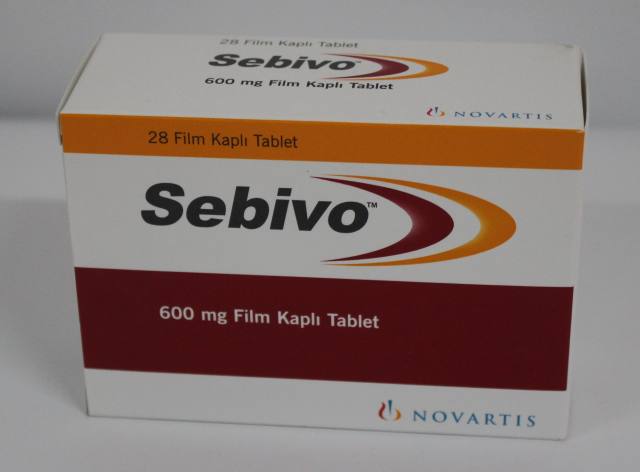 28 Film Kaplı Tablet
Sebivo™
600 mg Film Kaplı Tablet
NOVARTIS
28 Film Kaplı Tablet
Sebivo™
600 mg Film Kaplı Tablet
NOVARTIS